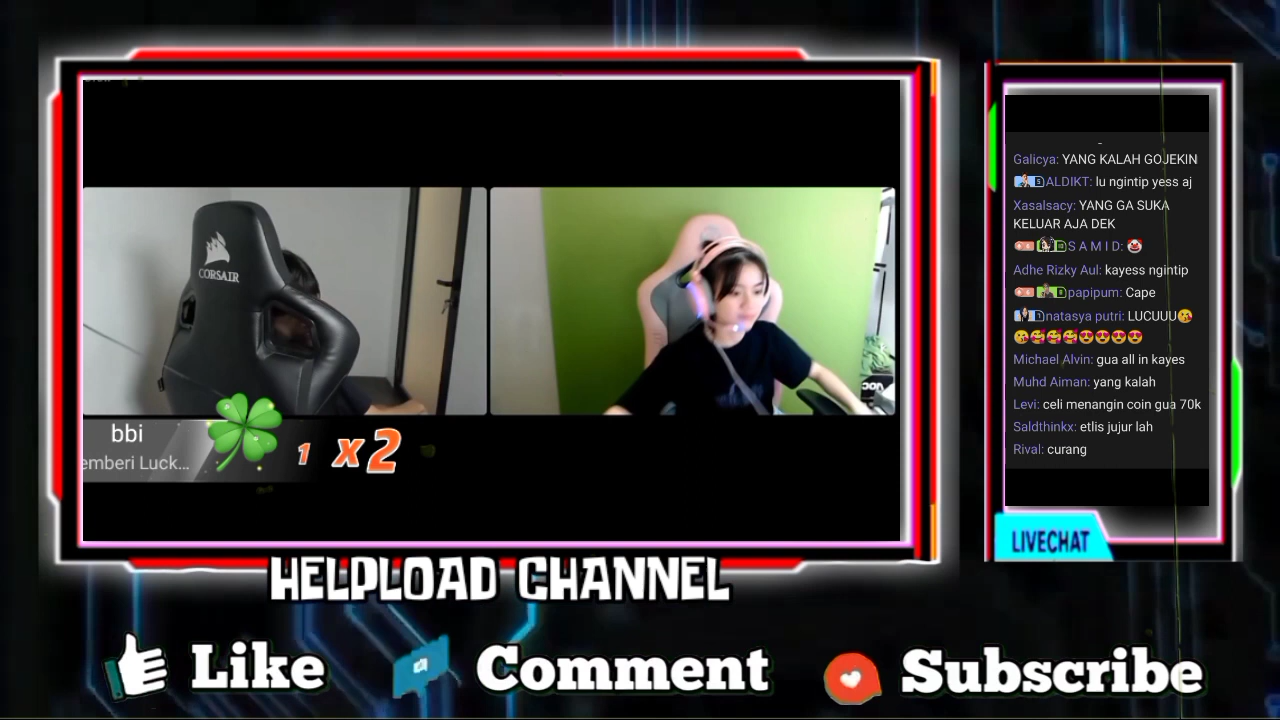 CORSAIR
bbi
emberi Luck...
1 x2
Galicya: YANG KALAH GOJEKIN
ALDIKT: lu ngintip yess aj
Xasalsacy: YANG GA SUKA
KELUAR AJA DEK
S A M I D: 🤡
Adhe Rizky Aul: kayess ngintip
papipum: Cape
natasya putri: LUCUUU😘
😘🥰🥰🥰😍😍😍😍
Michael Alvin: gua all in kayes
Muhd Aiman: yang kalah
Levi: celi menangin coin gua 70k
Saldthinkx: etlis jujur lah
Rival: curang
LIVECHAT
HELPLOAD CHANNEL
Like
Comment
Subscribe